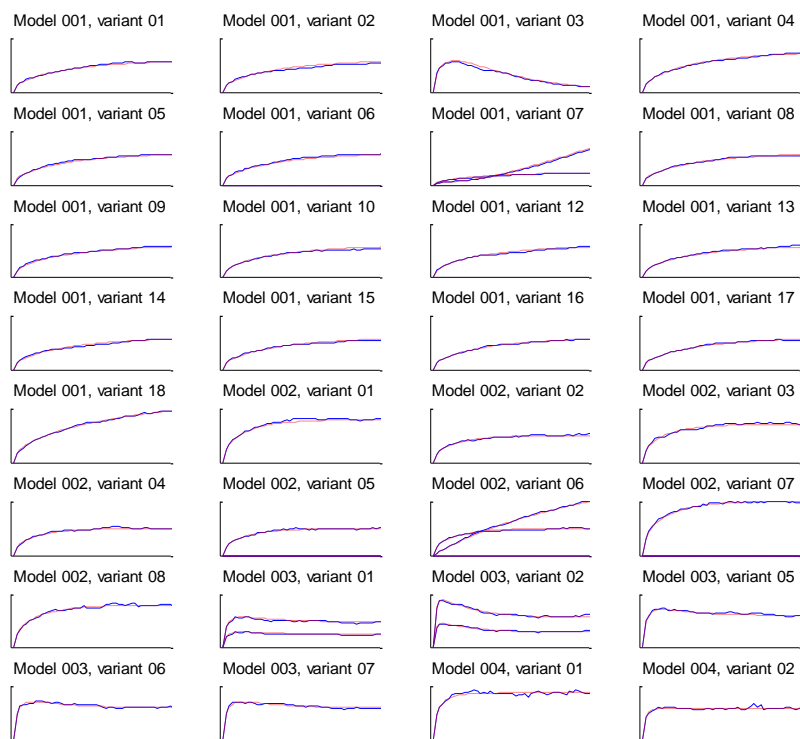 Model 001, variant 01
Model 001, variant 02
Model 001, variant 03
Model 001, variant 04
Model 001, variant 05
Model 001, variant 06
Model 001, variant 07
Model 001, variant 08
Model 001, variant 09
Model 001, variant 10
Model 001, variant 12
Model 001, variant 13
Model 001, variant 14
Model 001, variant 15
Model 001, variant 16
Model 001, variant 17
Model 001, variant 18
Model 002, variant 01
Model 002, variant 02
Model 002, variant 03
Model 002, variant 04
Model 002, variant 05
Model 002, variant 06
Model 002, variant 07
Model 002, variant 08
Model 003, variant 01
Model 003, variant 02
Model 003, variant 05
Model 003, variant 06
Model 003, variant 07
Model 004, variant 01
Model 004, variant 02